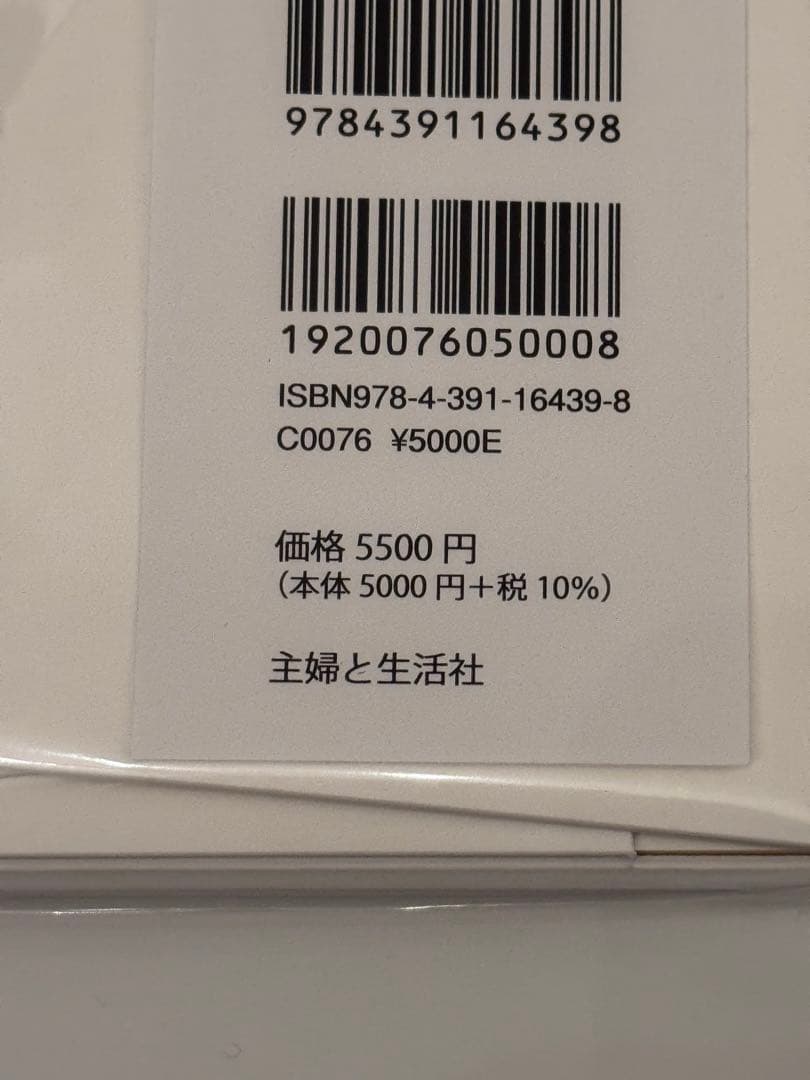 9784391164398
1920076050008
ISBN978-4-391-16439-8
C0076 ¥5000E
価格 5500 円
（本体 5000 円＋税 10%）
主婦と生活社